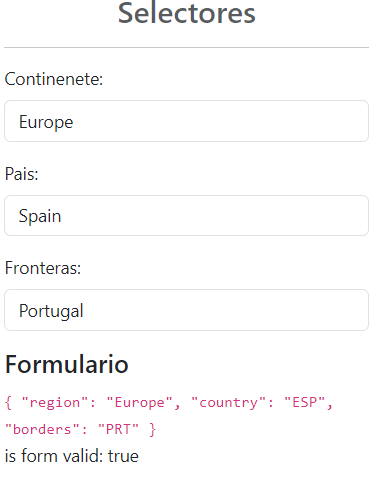 Selectores
Continenete:
Europe
Pais:
Spain
Fronteras:
Portugal
Formulario
{ "region": "Europe", "country": "ESP",
"borders": "PRT" }
is form valid: true